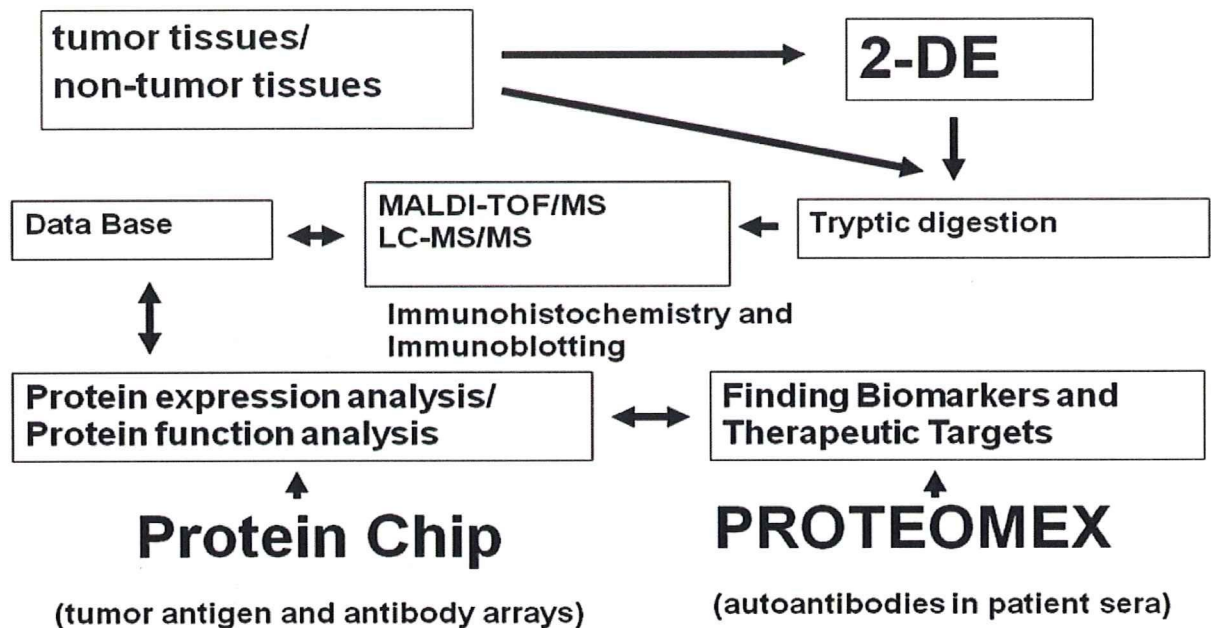 tumor tissues/
non-tumor tissues
2-DE
Data Base
MALDI-TOF/MS
LC-MS/MS
Tryptic digestion
Immunohistochemistry and
Immunoblotting
Protein expression analysis/
Protein function analysis
Finding Biomarkers and
Therapeutic Targets
Protein Chip
(tumor antigen and antibody arrays)
PROTEOMEX
(autoantibodies in patient sera)